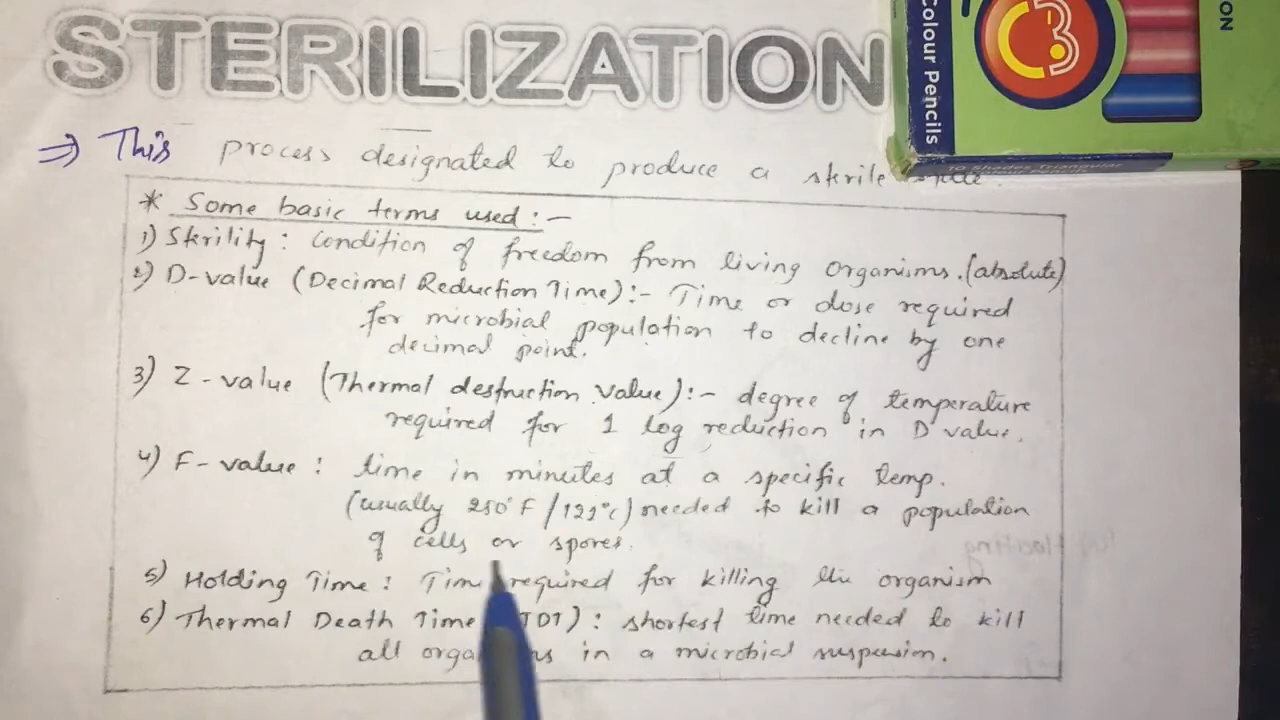 STERILIZATION
⇒ This process designated to produce a sterile state.
* Some basic terms used :-
1) Sterility : condition of freedom from living organisms. (absolute)
2) D-value (Decimal Reduction Time) :- Time or dose required
for microbial population to decline by one
decimal point.
3) Z-value (Thermal destruction value) :- degree of temperature
required for 1 log reduction in D value.
4) F-value : time in minutes at a specific temp.
(usually 250°F/121°c) needed to kill a population
of cells or spores.
5) Holding Time : Time required for killing the organism
6) Thermal Death Time (TDT) : shortest time needed to kill
all organisms in a microbial suspension.
Colour Pencils
C3
ON